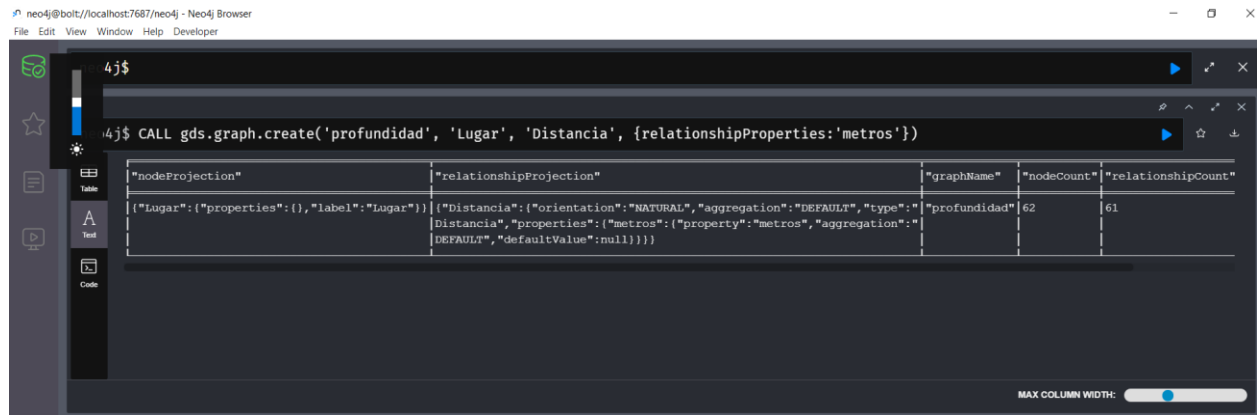 neo4j@bolt://localhost:7687/neo4j - Neo4j Browser
File Edit View Window Help Developer
4j$
4j$ CALL gds.graph.create('profundidad', 'Lugar', 'Distancia', {relationshipProperties:'metros'})
Table
"nodeProjection" "relationshipProjection" "graphName" "nodeCount" "relationshipCount"
{"Lugar":{"properties":{},"label":"Lugar"}} {"Distancia":{"orientation":"NATURAL","aggregation":"DEFAULT","type":" "profundidad" 62 61
A
Text
Distancia","properties":{"metros":{"property":"metros","aggregation":"
DEFAULT","defaultValue":null}}}}
Code
MAX COLUMN WIDTH: